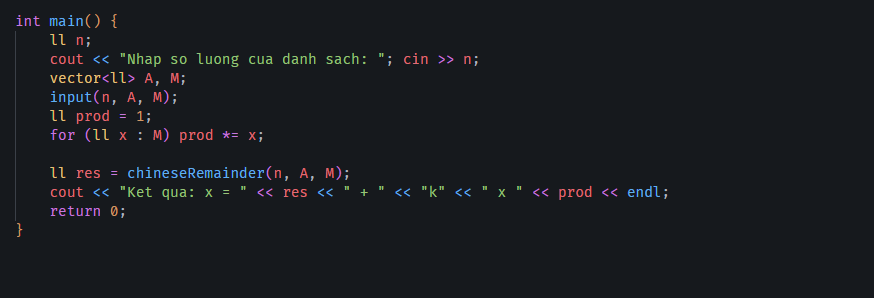 int main() {
    ll n;
    cout << "Nhap so luong cua danh sach: "; cin >> n;
    vector<ll> A, M;
    input(n, A, M);
    ll prod = 1;
    for (ll x : M) prod *= x;

    ll res = chineseRemainder(n, A, M);
    cout << "Ket qua: x = " << res << " + " << "k" << " x " << prod << endl;
    return 0;
}